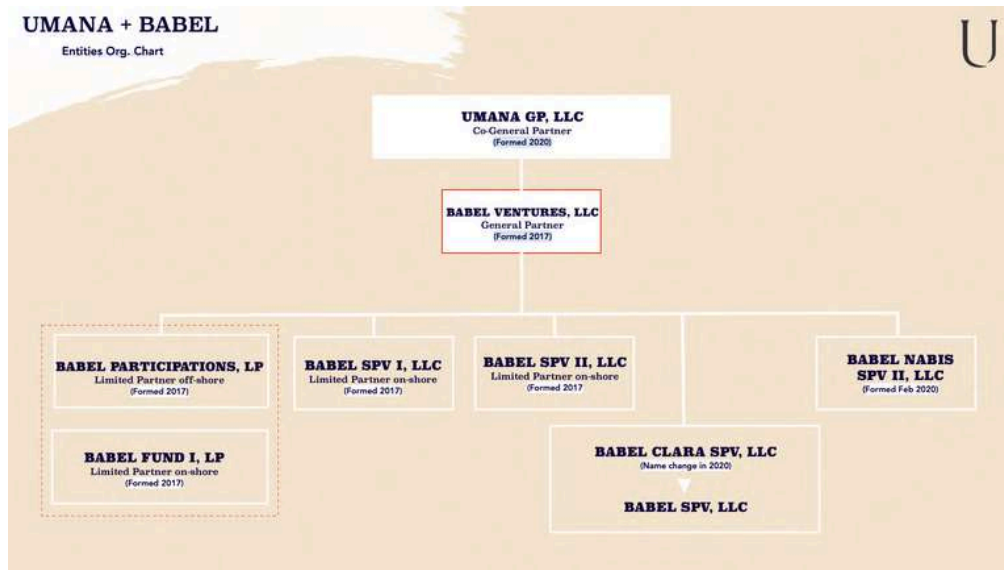 UMANA + BABEL
Entities Org. Chart
U
UMANA GP, LLC
Co-General Partner
(Formed 2020)
BABEL VENTURES, LLC
General Partner
(Formed 2017)
BABEL PARTICIPATIONS, LP
Limited Partner off-shore
(Formed 2017)
BABEL FUND I, LP
Limited Partner on-shore
(Formed 2017)
BABEL SPV I, LLC
Limited Partner on-shore
(Formed 2017)
BABEL SPV II, LLC
Limited Partner on-shore
(Formed 2017
BABEL CLARA SPV, LLC
(Name change in 2020)
BABEL SPV, LLC
BABEL NABIS
SPV II, LLC
(Formed Feb 2020)